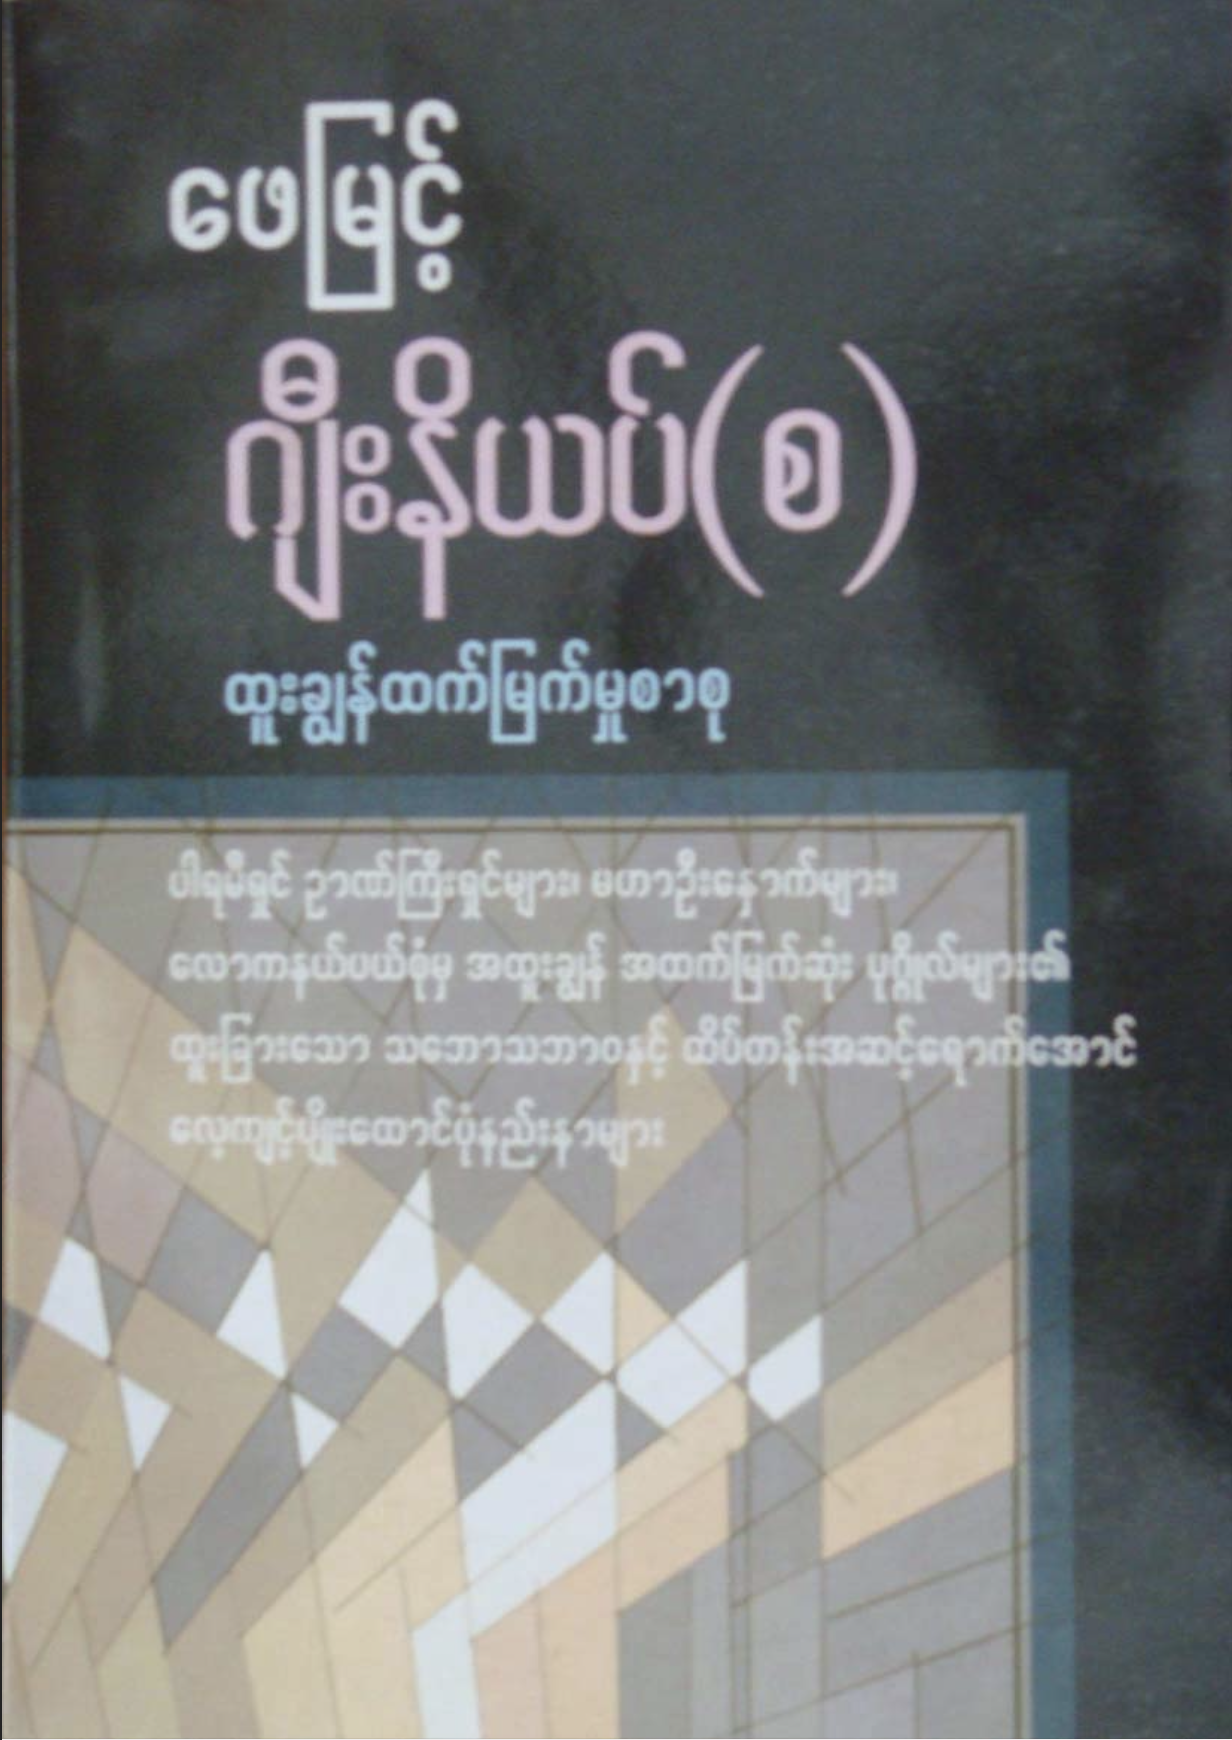 ဖေမြင့်
ဂျီးနိယပ်(စ)
ထူးချွန်ထက်မြက်မှုစာစု
ပါရမီရှင် ဉာဏ်ကြီးရှင်များ၊ မဟာဦးနှောက်များ၊
လောကနယ်ပယ်စုံမှ အထူးချွန် အထက်မြက်ဆုံး ပုဂ္ဂိုလ်များ၏
ထူးခြားသော သဘောသဘာဝနှင့် ထိပ်တန်းအဆင့်ရောက်အောင်
လေ့ကျင့်ပျိုးထောင်ပုံနည်းနာများ